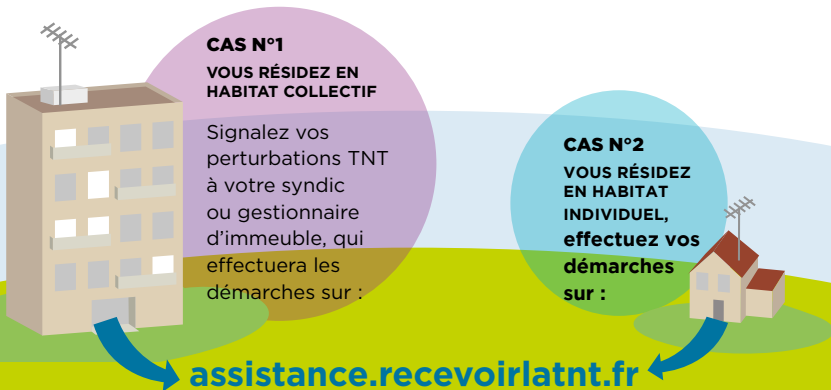 CAS N°1
VOUS RÉSIDEZ EN
HABITAT COLLECTIF
Signalez vos
perturbations TNT
à votre syndic
ou gestionnaire
d’immeuble, qui
effectuera les
démarches sur :
CAS N°2
VOUS RÉSIDEZ
EN HABITAT
INDIVIDUEL,
effectuez vos
démarches
sur :
assistance.recevoirlatnt.fr